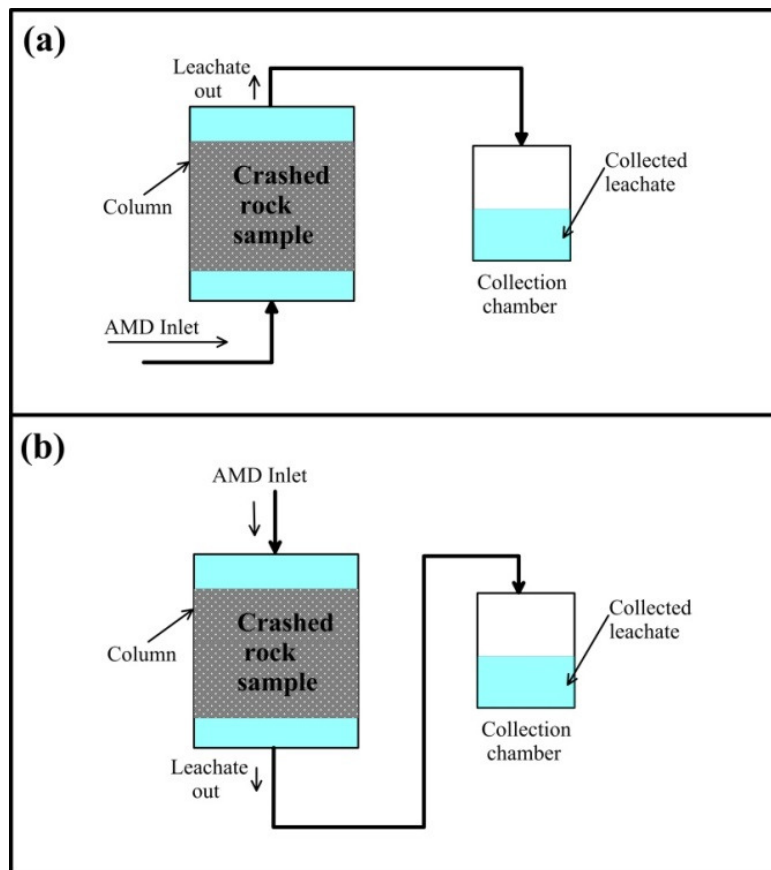 (a)
Leachate
out
Column
Crashed
rock
sample
Collected
leachate
Collection
chamber
AMD Inlet
(b)
AMD Inlet
Column
Crashed
rock
sample
Collected
leachate
Collection
chamber
Leachate
out